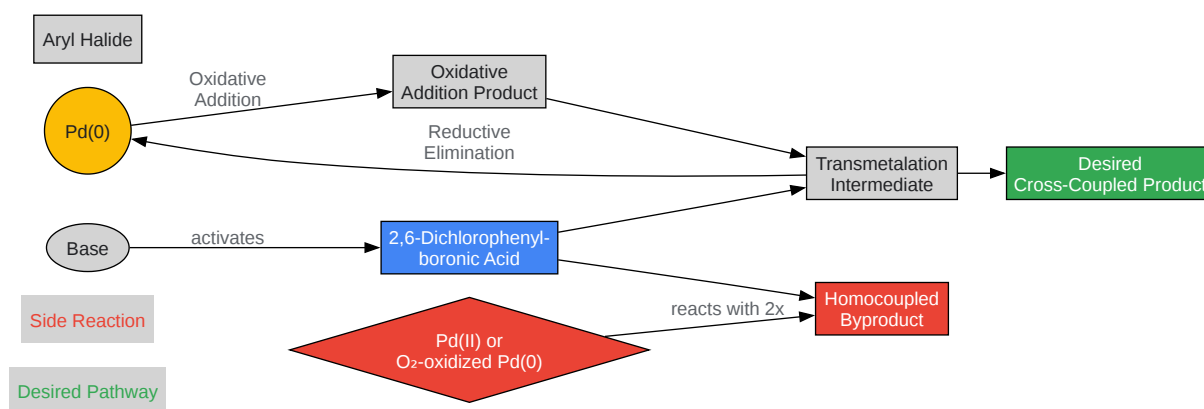 Aryl Halide
Oxidative
Addition
Oxidative
Addition Product
Pd(0)
Reductive
Elimination
Transmetalation
Intermediate
Desired
Cross-Coupled Product
Base
activates
2,6-Dichlorophenyl-
boronic Acid
Side Reaction
Pd(II) or
O₂-oxidized Pd(0)
reacts with 2x
Homocoupled
Byproduct
Desired Pathway